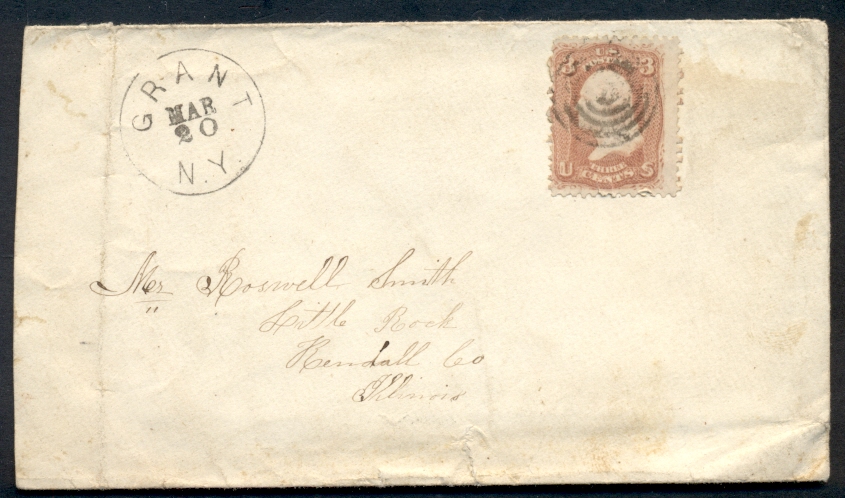 GRANT
MAR
20
N.Y.
3
U S
Mr Roswell Smith
Little Rock
Kendall Co
Illinois